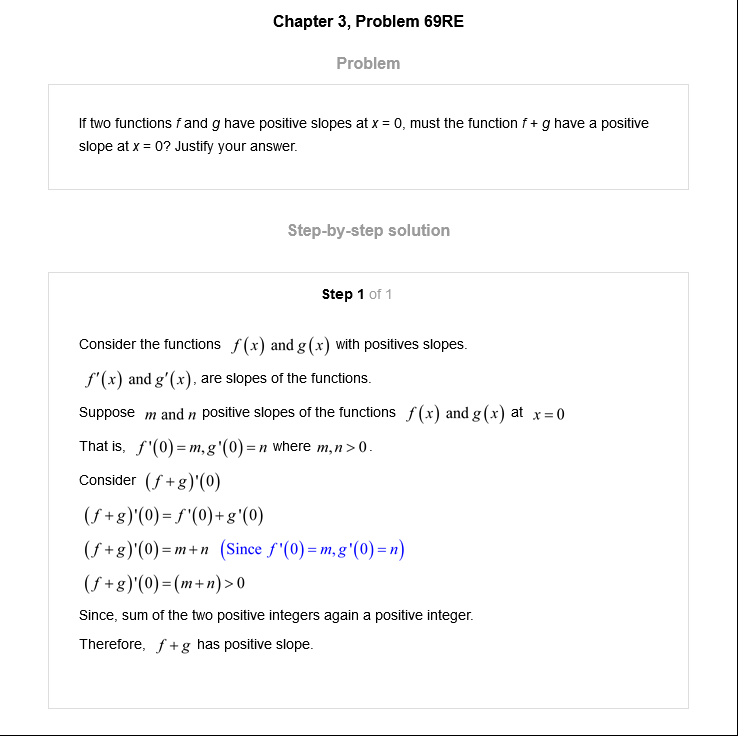 Chapter 3, Problem 69RE
Problem
If two functions f and g have positive slopes at x = 0, must the function f + g have a positive
slope at x = 0? Justify your answer.
Step-by-step solution
Step 1 of 1
Consider the functions f(x) and g(x) with positives slopes.
f'(x) and g'(x), are slopes of the functions.
Suppose m and n positive slopes of the functions f(x) and g(x) at x=0
That is, f'(0)=m,g'(0)=n where m,n>0.
Consider (f+g)'(0)
(f+g)'(0)=f'(0)+g'(0)
(f+g)'(0)=m+n (Since f'(0)=m,g'(0)=n)
(f+g)'(0)=(m+n)>0
Since, sum of the two positive integers again a positive integer.
Therefore, f+g has positive slope.